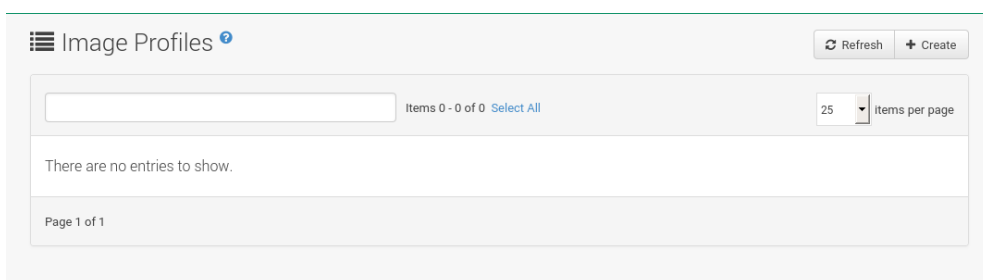 Image Profiles ?
Refresh + Create
Items 0 - 0 of 0 Select All 25 items per page
There are no entries to show.
Page 1 of 1